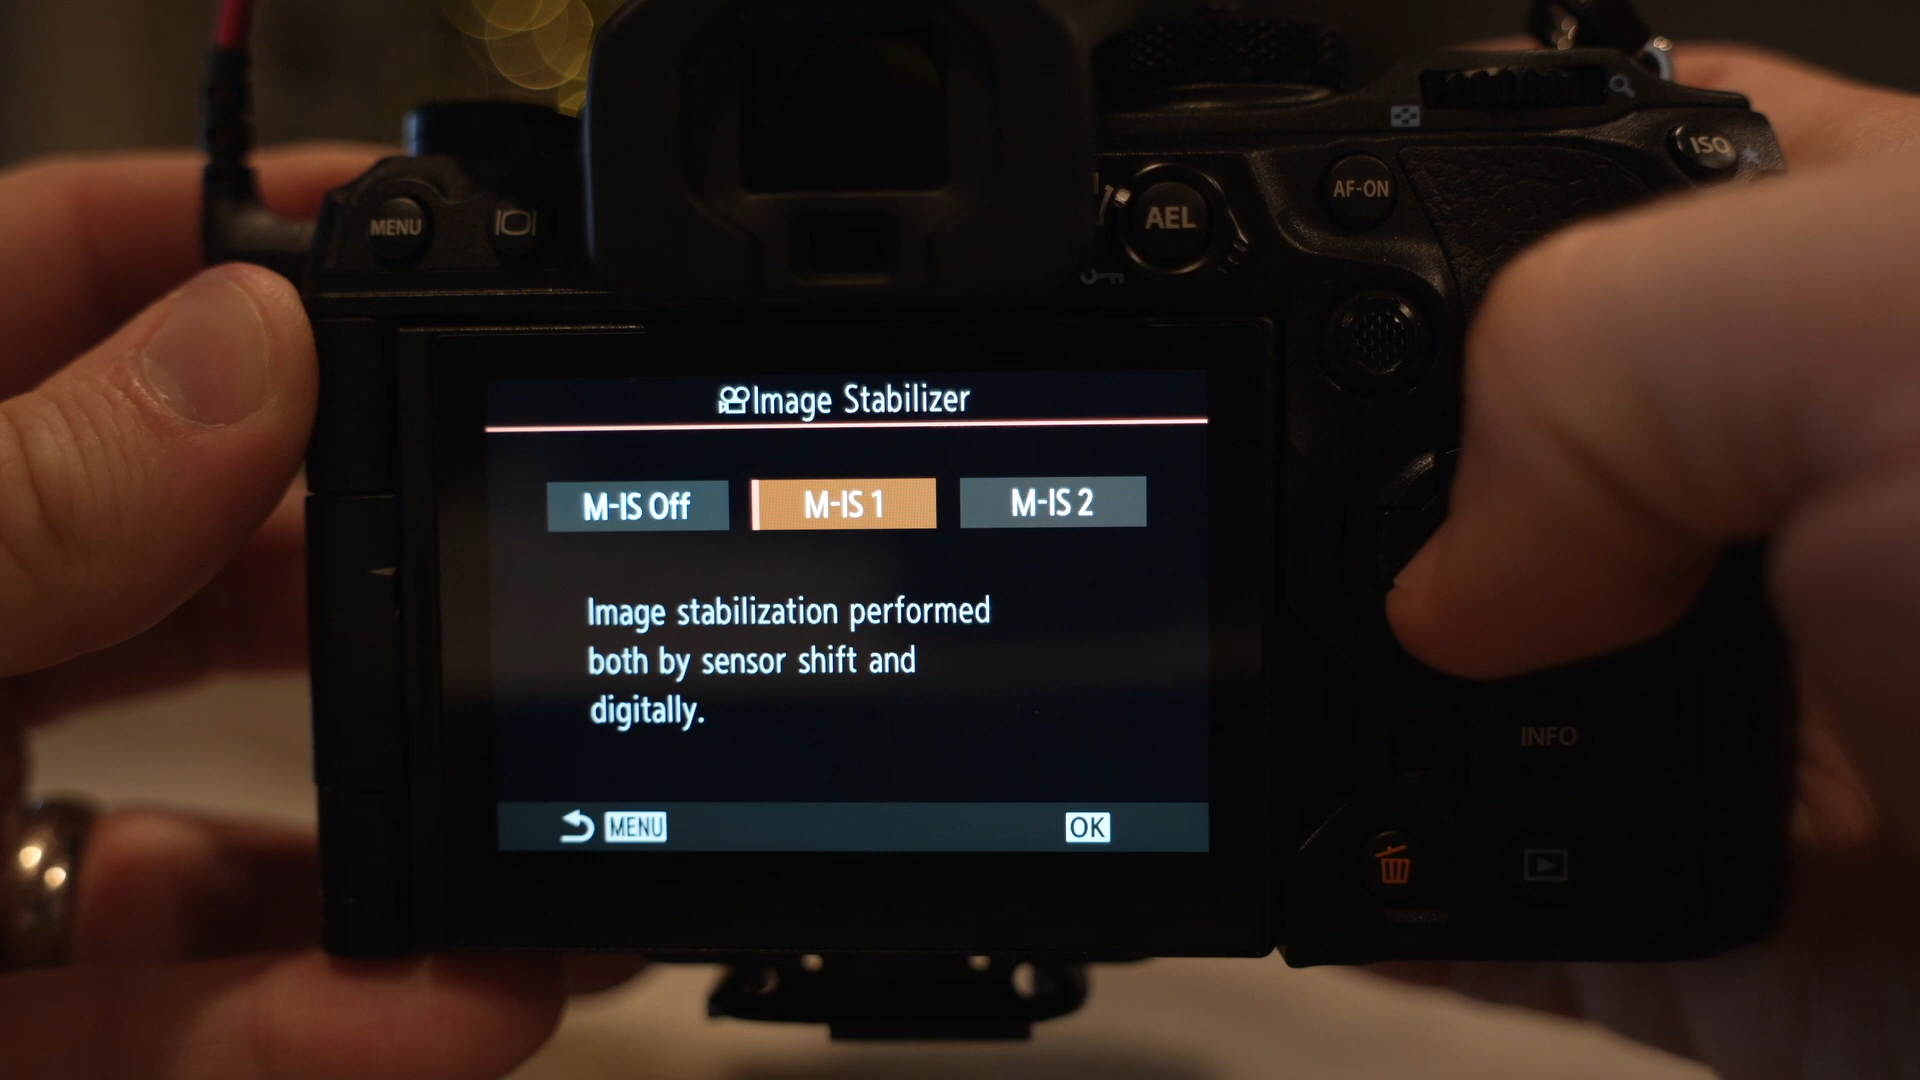 ISO
AF-ON
MENU
AEL
Image Stabilizer
M-IS Off
M-IS 1
M-IS 2
Image stabilization performed
both by sensor shift and
digitally.
INFO
MENU
OK